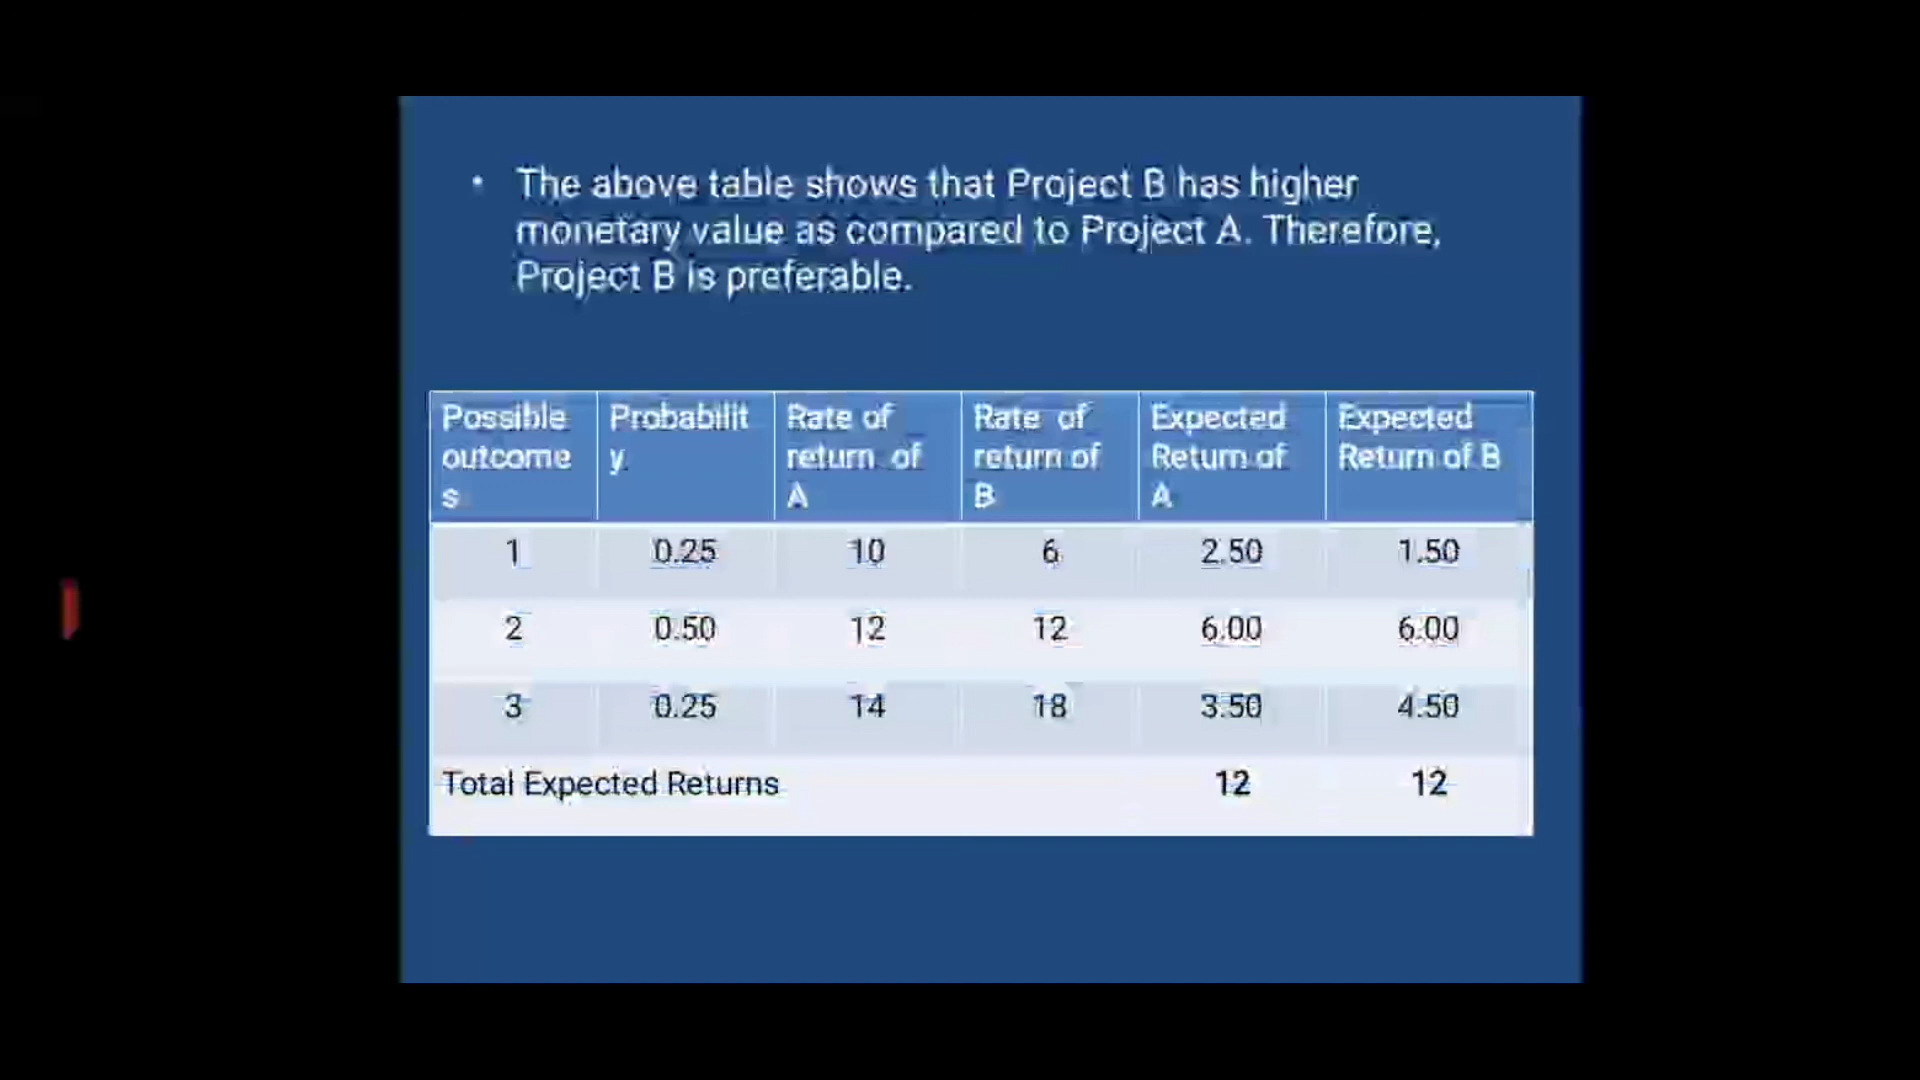 • The above table shows that Project B has higher
monetary value as compared to Project A. Therefore,
Project B is preferable.
Possible outcome s Probabilit y Rate of return of A Rate of return of B Expected Return of A Expected Return of B
1 0.25 10 6 2.50 1.50
2 0.50 12 12 6.00 6.00
3 0.25 14 18 3.50 4.50
Total Expected Returns 12 12